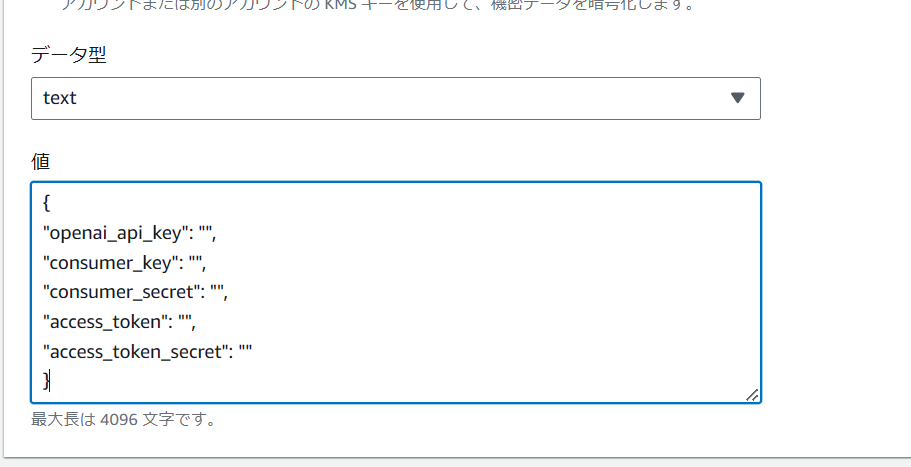 アカウントまたは別のアカウントの KMS キーを使用して、機密データを暗号化します。
データ型
text
値
{
"openai_api_key": "",
"consumer_key": "",
"consumer_secret": "",
"access_token": "",
"access_token_secret": ""
}
最大長は 4096 文字です。